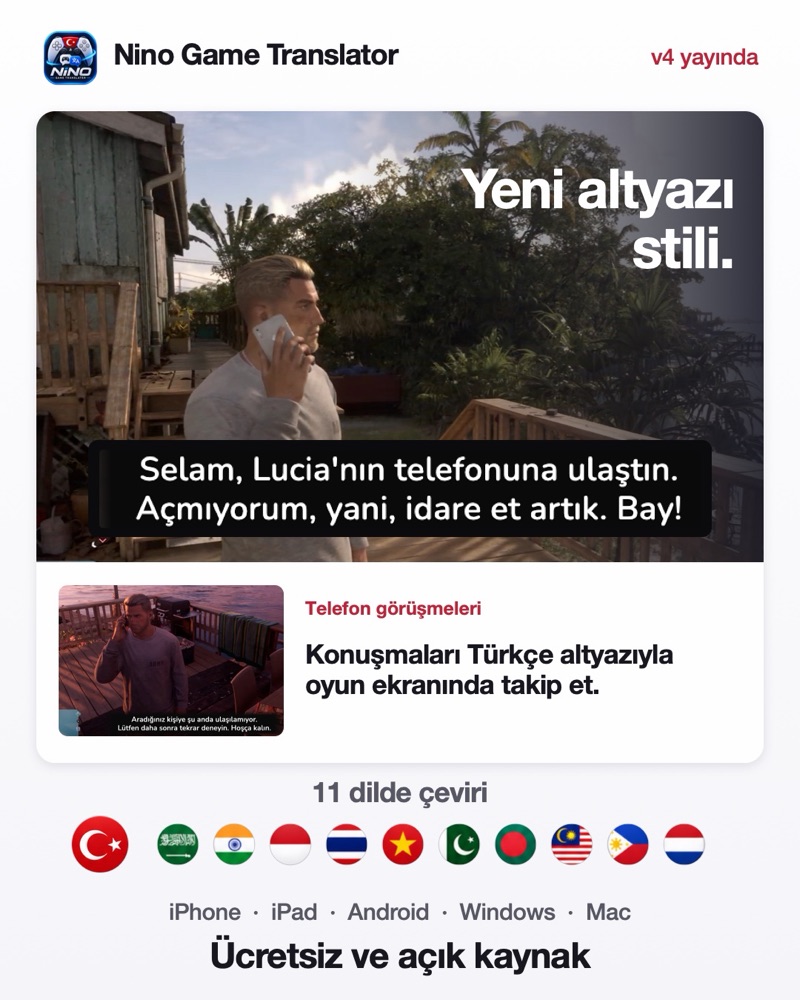 NiNO
Nino Game Translator
v4 yayında
Yeni altyazı
stili.
Selam, Lucia'nın telefonuna ulaştın.
Açmıyorum, yani, idare et artık. Bay!
Telefon görüşmeleri
Konuşmaları Türkçe altyazıyla
oyun ekranında takip et.
Aradığınız kişiye şu anda ulaşılamıyor.
Lütfen daha sonra tekrar deneyin. Hoşça kalın.
11 dilde çeviri
iPhone · iPad · Android · Windows · Mac
Ücretsiz ve açık kaynak